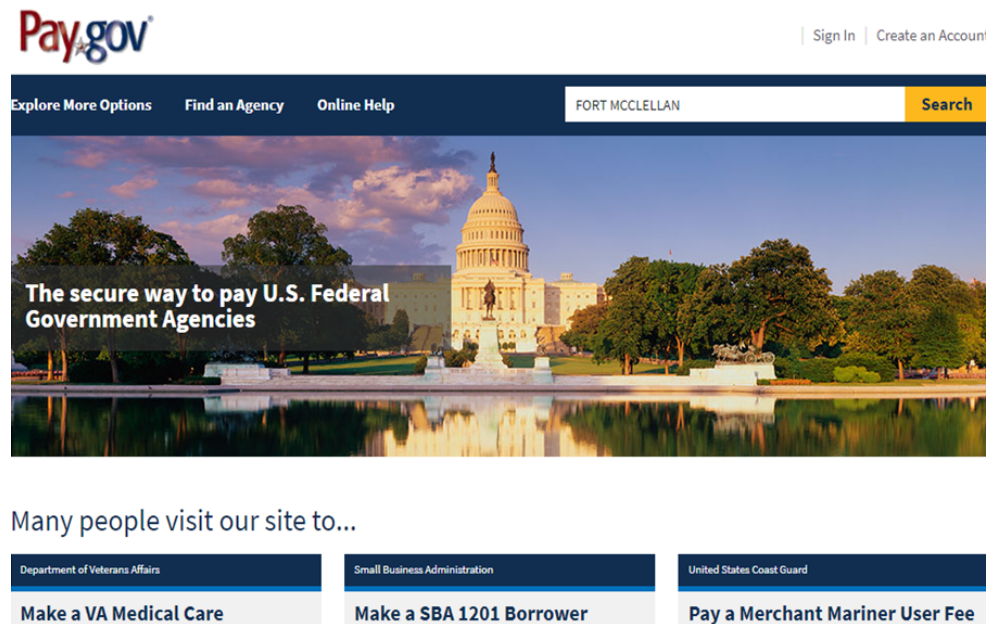 Pay.gov
Sign In
Create an Account
Explore More Options
Find an Agency
Online Help
FORT MCCLELLAN
Search
The secure way to pay U.S. Federal
Government Agencies
Many people visit our site to...
Department of Veterans Affairs
Make a VA Medical Care
Small Business Administration
Make a SBA 1201 Borrower
United States Coast Guard
Pay a Merchant Mariner User Fee